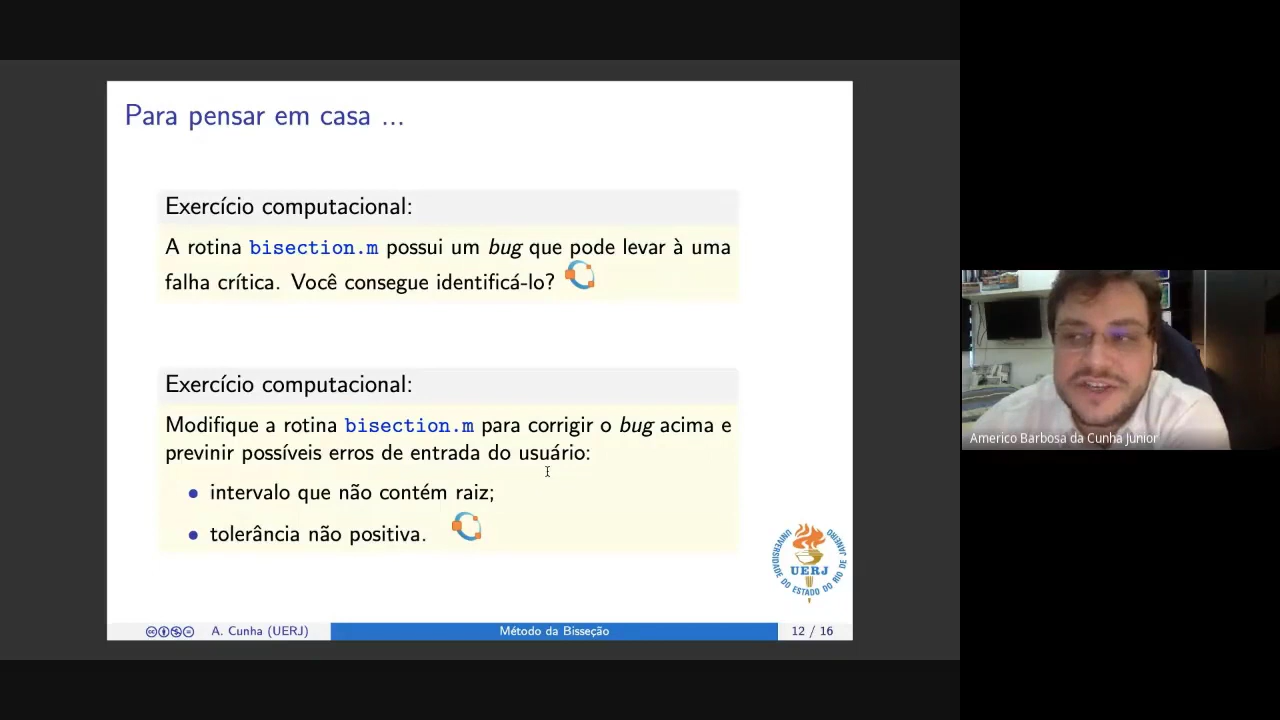 Para pensar em casa ...
Exercício computacional:
A rotina bisection.m possui um bug que pode levar à uma
falha crítica. Você consegue identificá-lo?
Exercício computacional:
Modifique a rotina bisection.m para corrigir o bug acima e
previnir possíveis erros de entrada do usuário:
• intervalo que não contém raiz;
• tolerância não positiva.
UNIVERSIDADE DO ESTADO DO RIO DE JANEIRO
UERJ
A. Cunha (UERJ)
Método da Bisseção
12 / 16
Americo Barbosa da Cunha Junior